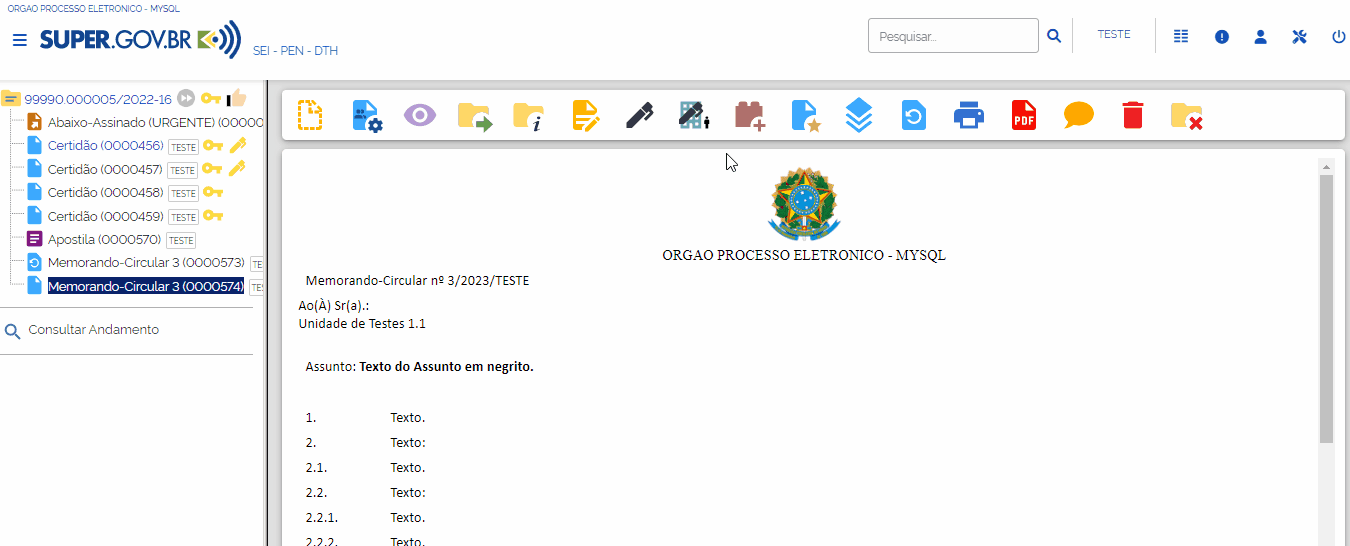 ORGAO PROCESSO ELETRONICO - MYSQL
SUPER.GOV.BR
SEI - PEN - DTH
Pesquisar...
TESTE
99990.000005/2022-16
Abaixo-Assinado (URGENTE) (0000
Certidão (0000456) TESTE
Certidão (0000457) TESTE
Certidão (0000458) TESTE
Certidão (0000459) TESTE
Apostila (0000570) TESTE
Memorando-Circular 3 (0000573) TE
Memorando-Circular 3 (0000574) TE
Consultar Andamento
PDF
ORGAO PROCESSO ELETRONICO - MYSQL
Memorando-Circular nº 3/2023/TESTE
Ao(À) Sr(a).:
Unidade de Testes 1.1
Assunto: Texto do Assunto em negrito.
1. Texto.
2. Texto:
2.1. Texto.
2.2. Texto:
2.2.1. Texto.
2.2.2. Texto.